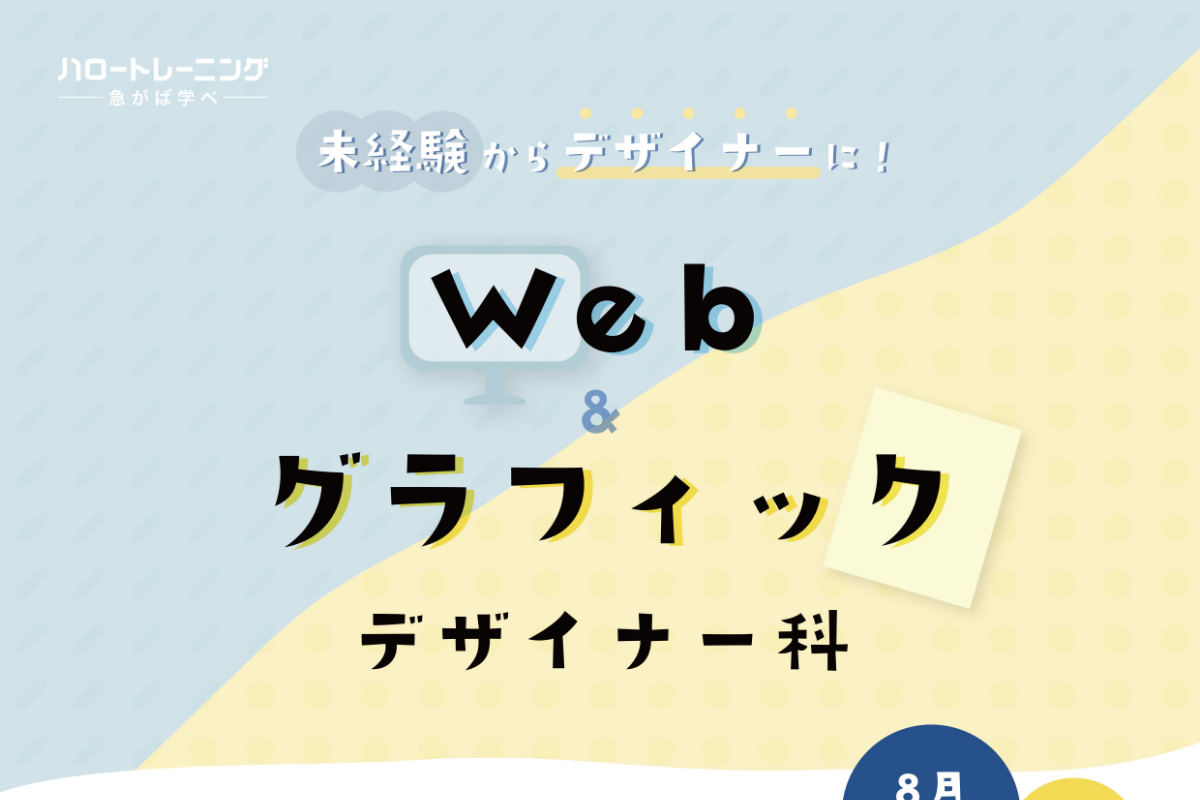 ハロートレーニング
急がば学べ
未経験からデザイナーに!
Web
&
グラフィック
デザイナー科
8月